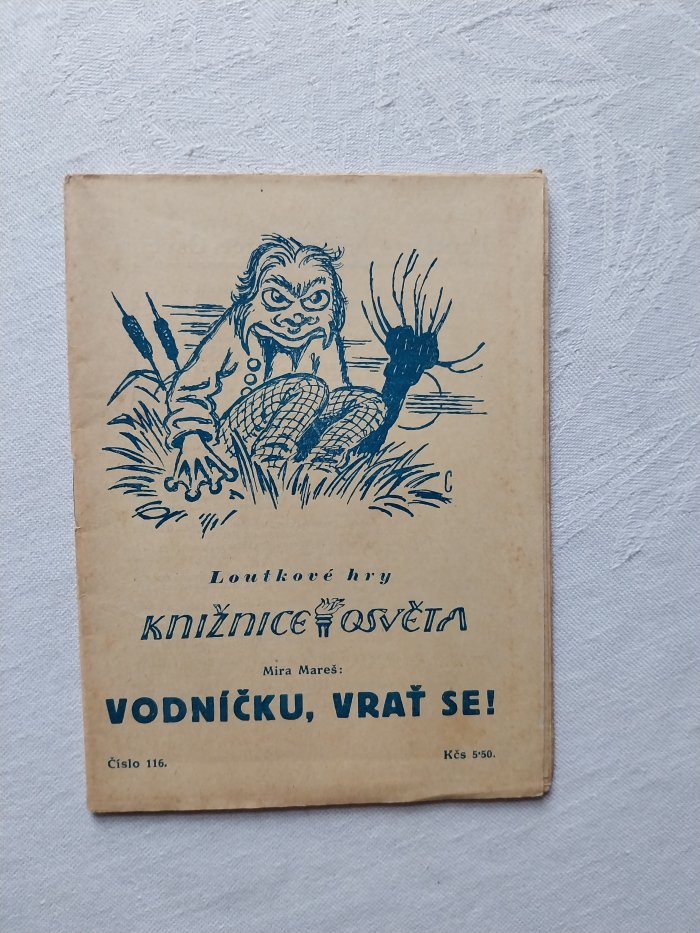 C
Loutkové hry
KNIŽNICE OSVĚTA
Mira Mareš:
VODNÍČKU, VRAŤ SE!
Číslo 116.
Kčs 5·50.